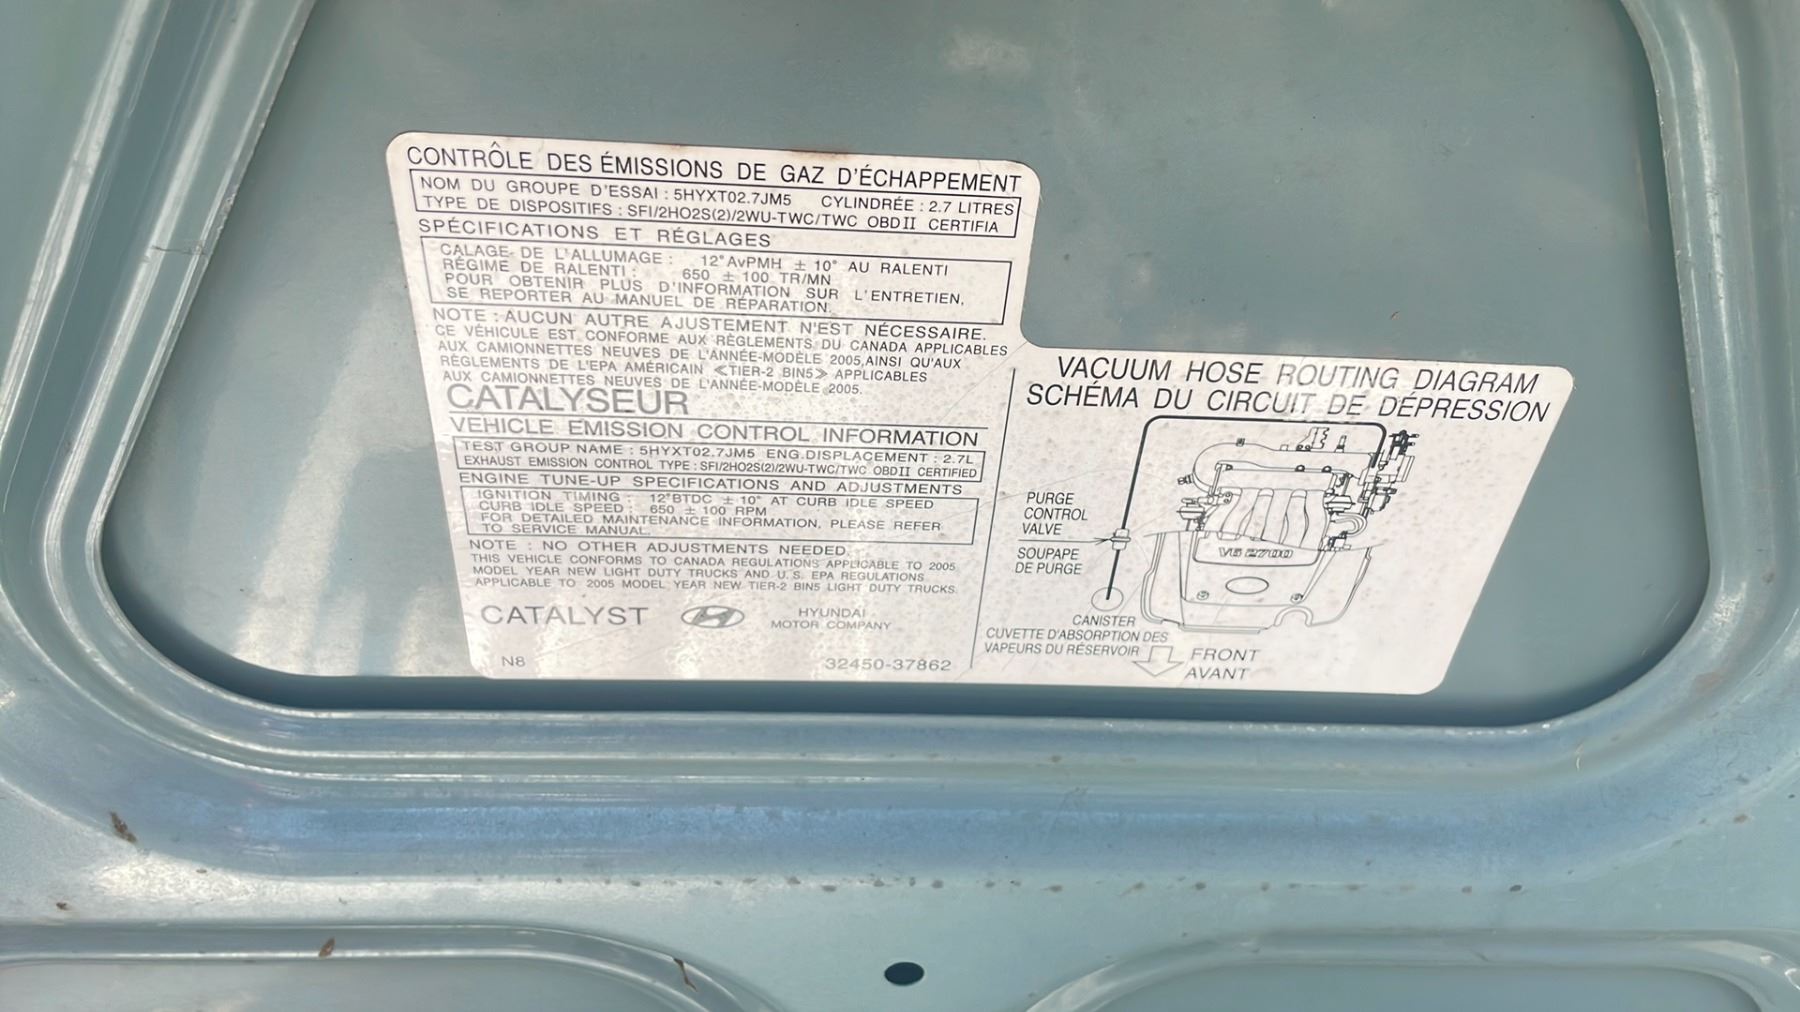 CONTRÔLE DES ÉMISSIONS DE GAZ D'ÉCHAPPEMENT
NOM DU GROUPE D'ESSAI : 5HYXT02.7JM5 CYLINDRÉE : 2.7 LITRES
TYPE DE DISPOSITIFS : SFI/2HO2S(2)/2WU-TWC/TWC OBDII CERTIFIA
SPÉCIFICATIONS ET RÉGLAGES
CALAGE DE L'ALLUMAGE : 12°AvPMH ± 10° AU RALENTI
RÉGIME DE RALENTI : 650 ± 100 TR/MN
POUR OBTENIR PLUS D'INFORMATION SUR L'ENTRETIEN,
SE REPORTER AU MANUEL DE RÉPARATION.
NOTE : AUCUN AUTRE AJUSTEMENT N'EST NÉCESSAIRE.
CE VÉHICULE EST CONFORME AUX RÈGLEMENTS DU CANADA APPLICABLES
AUX CAMIONNETTES NEUVES DE L'ANNÉE-MODÈLE 2005,AINSI QU'AUX
RÈGLEMENTS DE L'EPA AMÉRICAIN ≪TIER-2 BIN5≫ APPLICABLES
AUX CAMIONNETTES NEUVES DE L'ANNÉE-MODÈLE 2005.
CATALYSEUR
VEHICLE EMISSION CONTROL INFORMATION
TEST GROUP NAME : 5HYXT02.7JM5 ENG.DISPLACEMENT : 2.7L
EXHAUST EMISSION CONTROL TYPE : SFI/2HO2S(2)/2WU-TWC/TWC OBDII CERTIFIED
ENGINE TUNE-UP SPECIFICATIONS AND ADJUSTMENTS
IGNITION TIMING : 12°BTDC ± 10° AT CURB IDLE SPEED
CURB IDLE SPEED : 650 ± 100 RPM
FOR DETAILED MAINTENANCE INFORMATION, PLEASE REFER
TO SERVICE MANUAL.
NOTE : NO OTHER ADJUSTMENTS NEEDED.
THIS VEHICLE CONFORMS TO CANADA REGULATIONS APPLICABLE TO 2005
MODEL YEAR NEW LIGHT DUTY TRUCKS AND U.S. EPA REGULATIONS
APPLICABLE TO 2005 MODEL YEAR NEW TIER-2 BIN5 LIGHT DUTY TRUCKS.
CATALYST
HYUNDAI
MOTOR COMPANY
N8
32450-37862
VACUUM HOSE ROUTING DIAGRAM
SCHÉMA DU CIRCUIT DE DÉPRESSION
PURGE
CONTROL
VALVE
SOUPAPE
DE PURGE
V6 2700
CANISTER
CUVETTE D'ABSORPTION DES
VAPEURS DU RÉSERVOIR
FRONT
AVANT